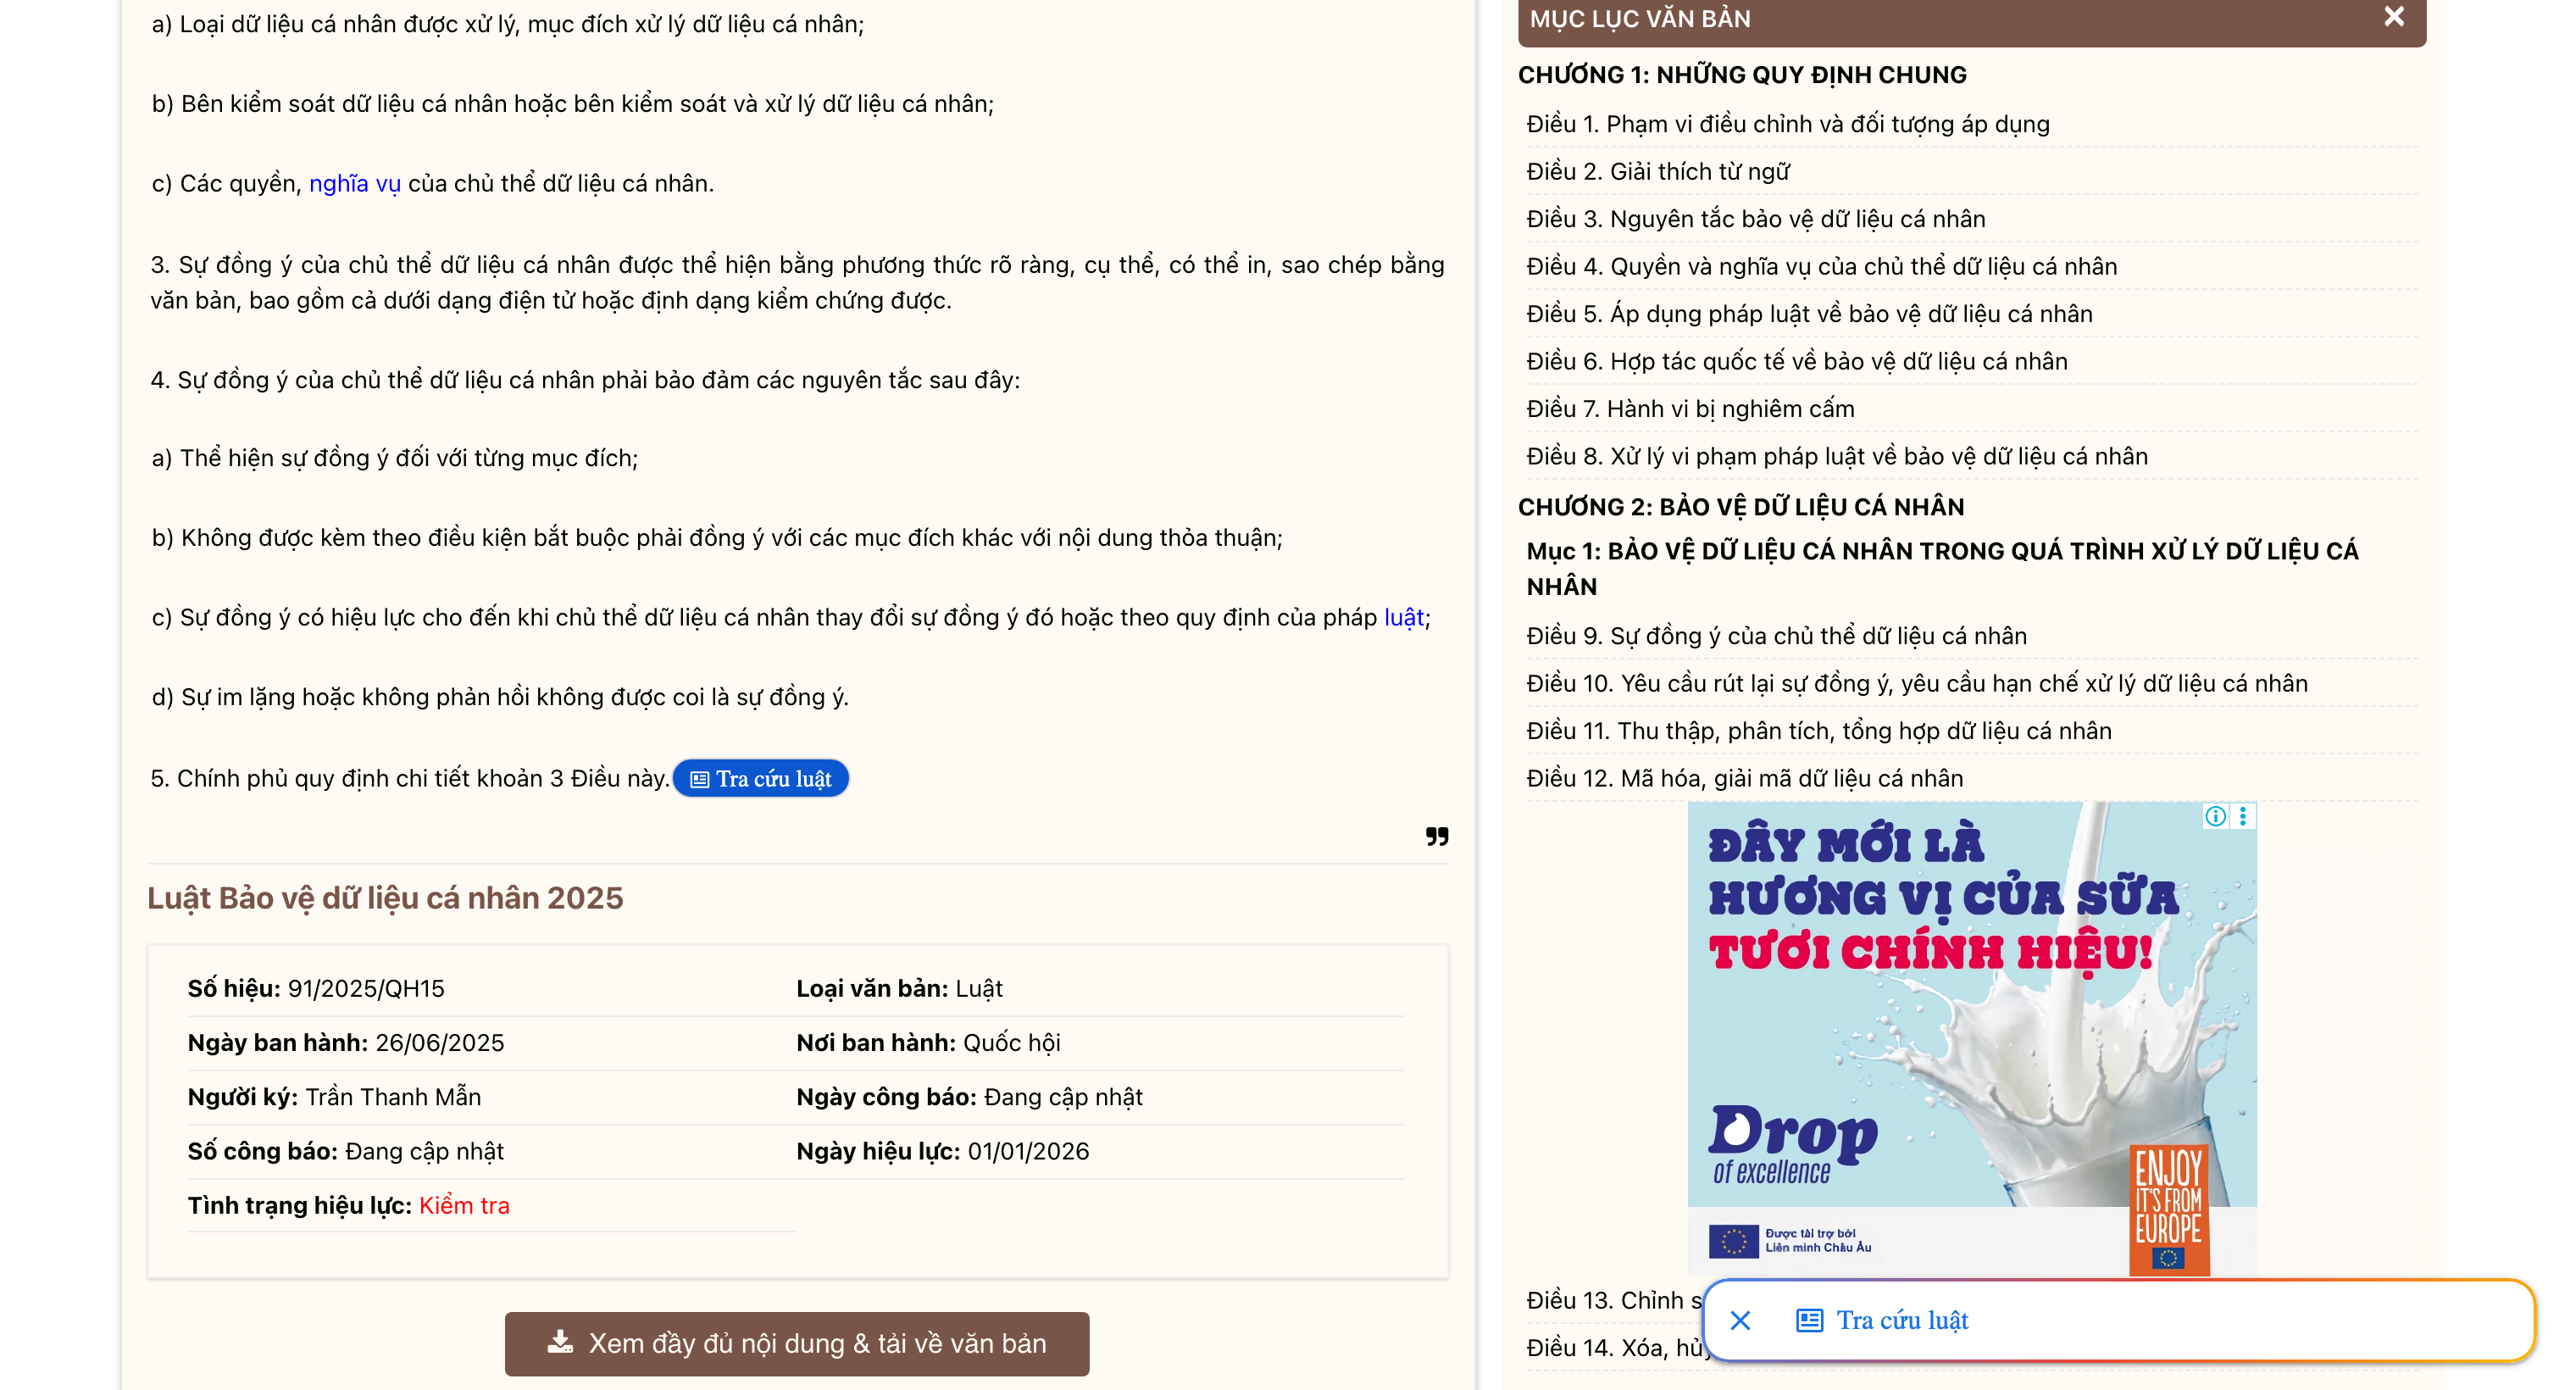 a) Loại dữ liệu cá nhân được xử lý, mục đích xử lý dữ liệu cá nhân;
b) Bên kiểm soát dữ liệu cá nhân hoặc bên kiểm soát và xử lý dữ liệu cá nhân;
c) Các quyền, nghĩa vụ của chủ thể dữ liệu cá nhân.
3. Sự đồng ý của chủ thể dữ liệu cá nhân được thể hiện bằng phương thức rõ ràng, cụ thể, có thể in, sao chép bằng
văn bản, bao gồm cả dưới dạng điện tử hoặc định dạng kiểm chứng được.
4. Sự đồng ý của chủ thể dữ liệu cá nhân phải bảo đảm các nguyên tắc sau đây:
a) Thể hiện sự đồng ý đối với từng mục đích;
b) Không được kèm theo điều kiện bắt buộc phải đồng ý với các mục đích khác với nội dung thỏa thuận;
c) Sự đồng ý có hiệu lực cho đến khi chủ thể dữ liệu cá nhân thay đổi sự đồng ý đó hoặc theo quy định của pháp luật;
d) Sự im lặng hoặc không phản hồi không được coi là sự đồng ý.
5. Chính phủ quy định chi tiết khoản 3 Điều này. Tra cứu luật
Luật Bảo vệ dữ liệu cá nhân 2025
Số hiệu: 91/2025/QH15
Loại văn bản: Luật
Ngày ban hành: 26/06/2025
Nơi ban hành: Quốc hội
Người ký: Trần Thanh Mẫn
Ngày công báo: Đang cập nhật
Số công báo: Đang cập nhật
Ngày hiệu lực: 01/01/2026
Tình trạng hiệu lực: Kiểm tra
Xem đầy đủ nội dung & tải về văn bản
MỤC LỤC VĂN BẢN
CHƯƠNG 1: NHỮNG QUY ĐỊNH CHUNG
Điều 1. Phạm vi điều chỉnh và đối tượng áp dụng
Điều 2. Giải thích từ ngữ
Điều 3. Nguyên tắc bảo vệ dữ liệu cá nhân
Điều 4. Quyền và nghĩa vụ của chủ thể dữ liệu cá nhân
Điều 5. Áp dụng pháp luật về bảo vệ dữ liệu cá nhân
Điều 6. Hợp tác quốc tế về bảo vệ dữ liệu cá nhân
Điều 7. Hành vi bị nghiêm cấm
Điều 8. Xử lý vi phạm pháp luật về bảo vệ dữ liệu cá nhân
CHƯƠNG 2: BẢO VỆ DỮ LIỆU CÁ NHÂN
Mục 1: BẢO VỆ DỮ LIỆU CÁ NHÂN TRONG QUÁ TRÌNH XỬ LÝ DỮ LIỆU CÁ
NHÂN
Điều 9. Sự đồng ý của chủ thể dữ liệu cá nhân
Điều 10. Yêu cầu rút lại sự đồng ý, yêu cầu hạn chế xử lý dữ liệu cá nhân
Điều 11. Thu thập, phân tích, tổng hợp dữ liệu cá nhân
Điều 12. Mã hóa, giải mã dữ liệu cá nhân
ĐÂY MỚI LÀ
HƯƠNG VỊ CỦA SỮA
TƯƠI CHÍNH HIỆU!
Drop
of excellence
ENJOY
IT'S FROM
EUROPE
Được tài trợ bởi
Liên minh Châu Âu
Điều 13. Chỉnh s
Điều 14. Xóa, hủy
Tra cứu luật